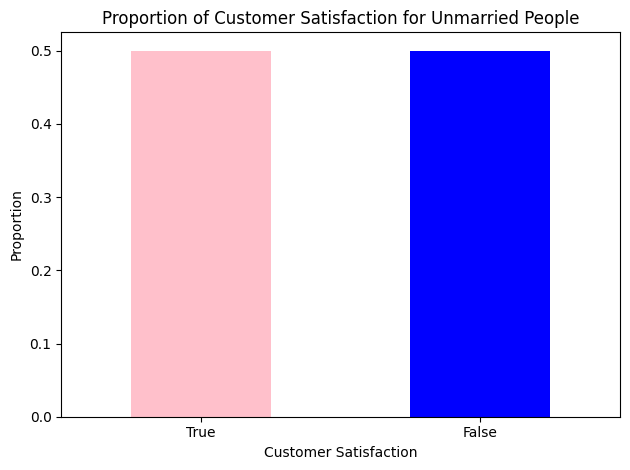 Proportion of Customer Satisfaction for Unmarried People
0.5
0.4
0.3
0.2
0.1
0.0
Proportion
True
False
Customer Satisfaction